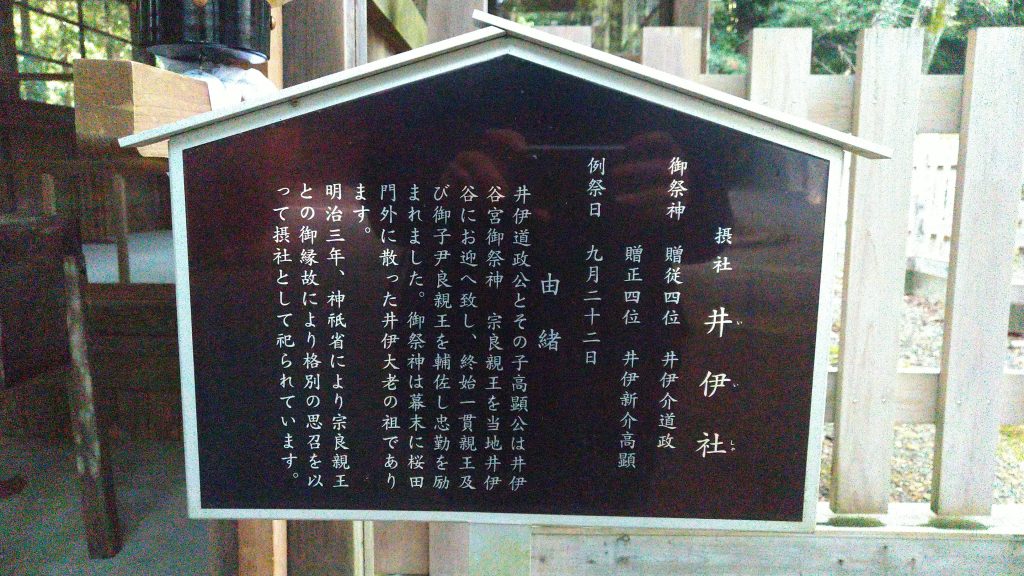 摂社 井伊社
いいしゃ
御祭神 贈従四位 井伊介道政
贈正四位 井伊新介高顕
例祭日 九月二十二日
由緒
井伊道政公とその子高顕公は井伊
谷宮御祭神 宗良親王を当地井伊
谷にお迎へ致し、終始一貫親王及
び御子尹良親王を輔佐し忠勤を励
まれました。御祭神は幕末に桜田
門外に散った井伊大老の祖であり
ます。
明治三年、神祇省により宗良親王
との御縁故により格別の思召を以
って摂社として祀られています。